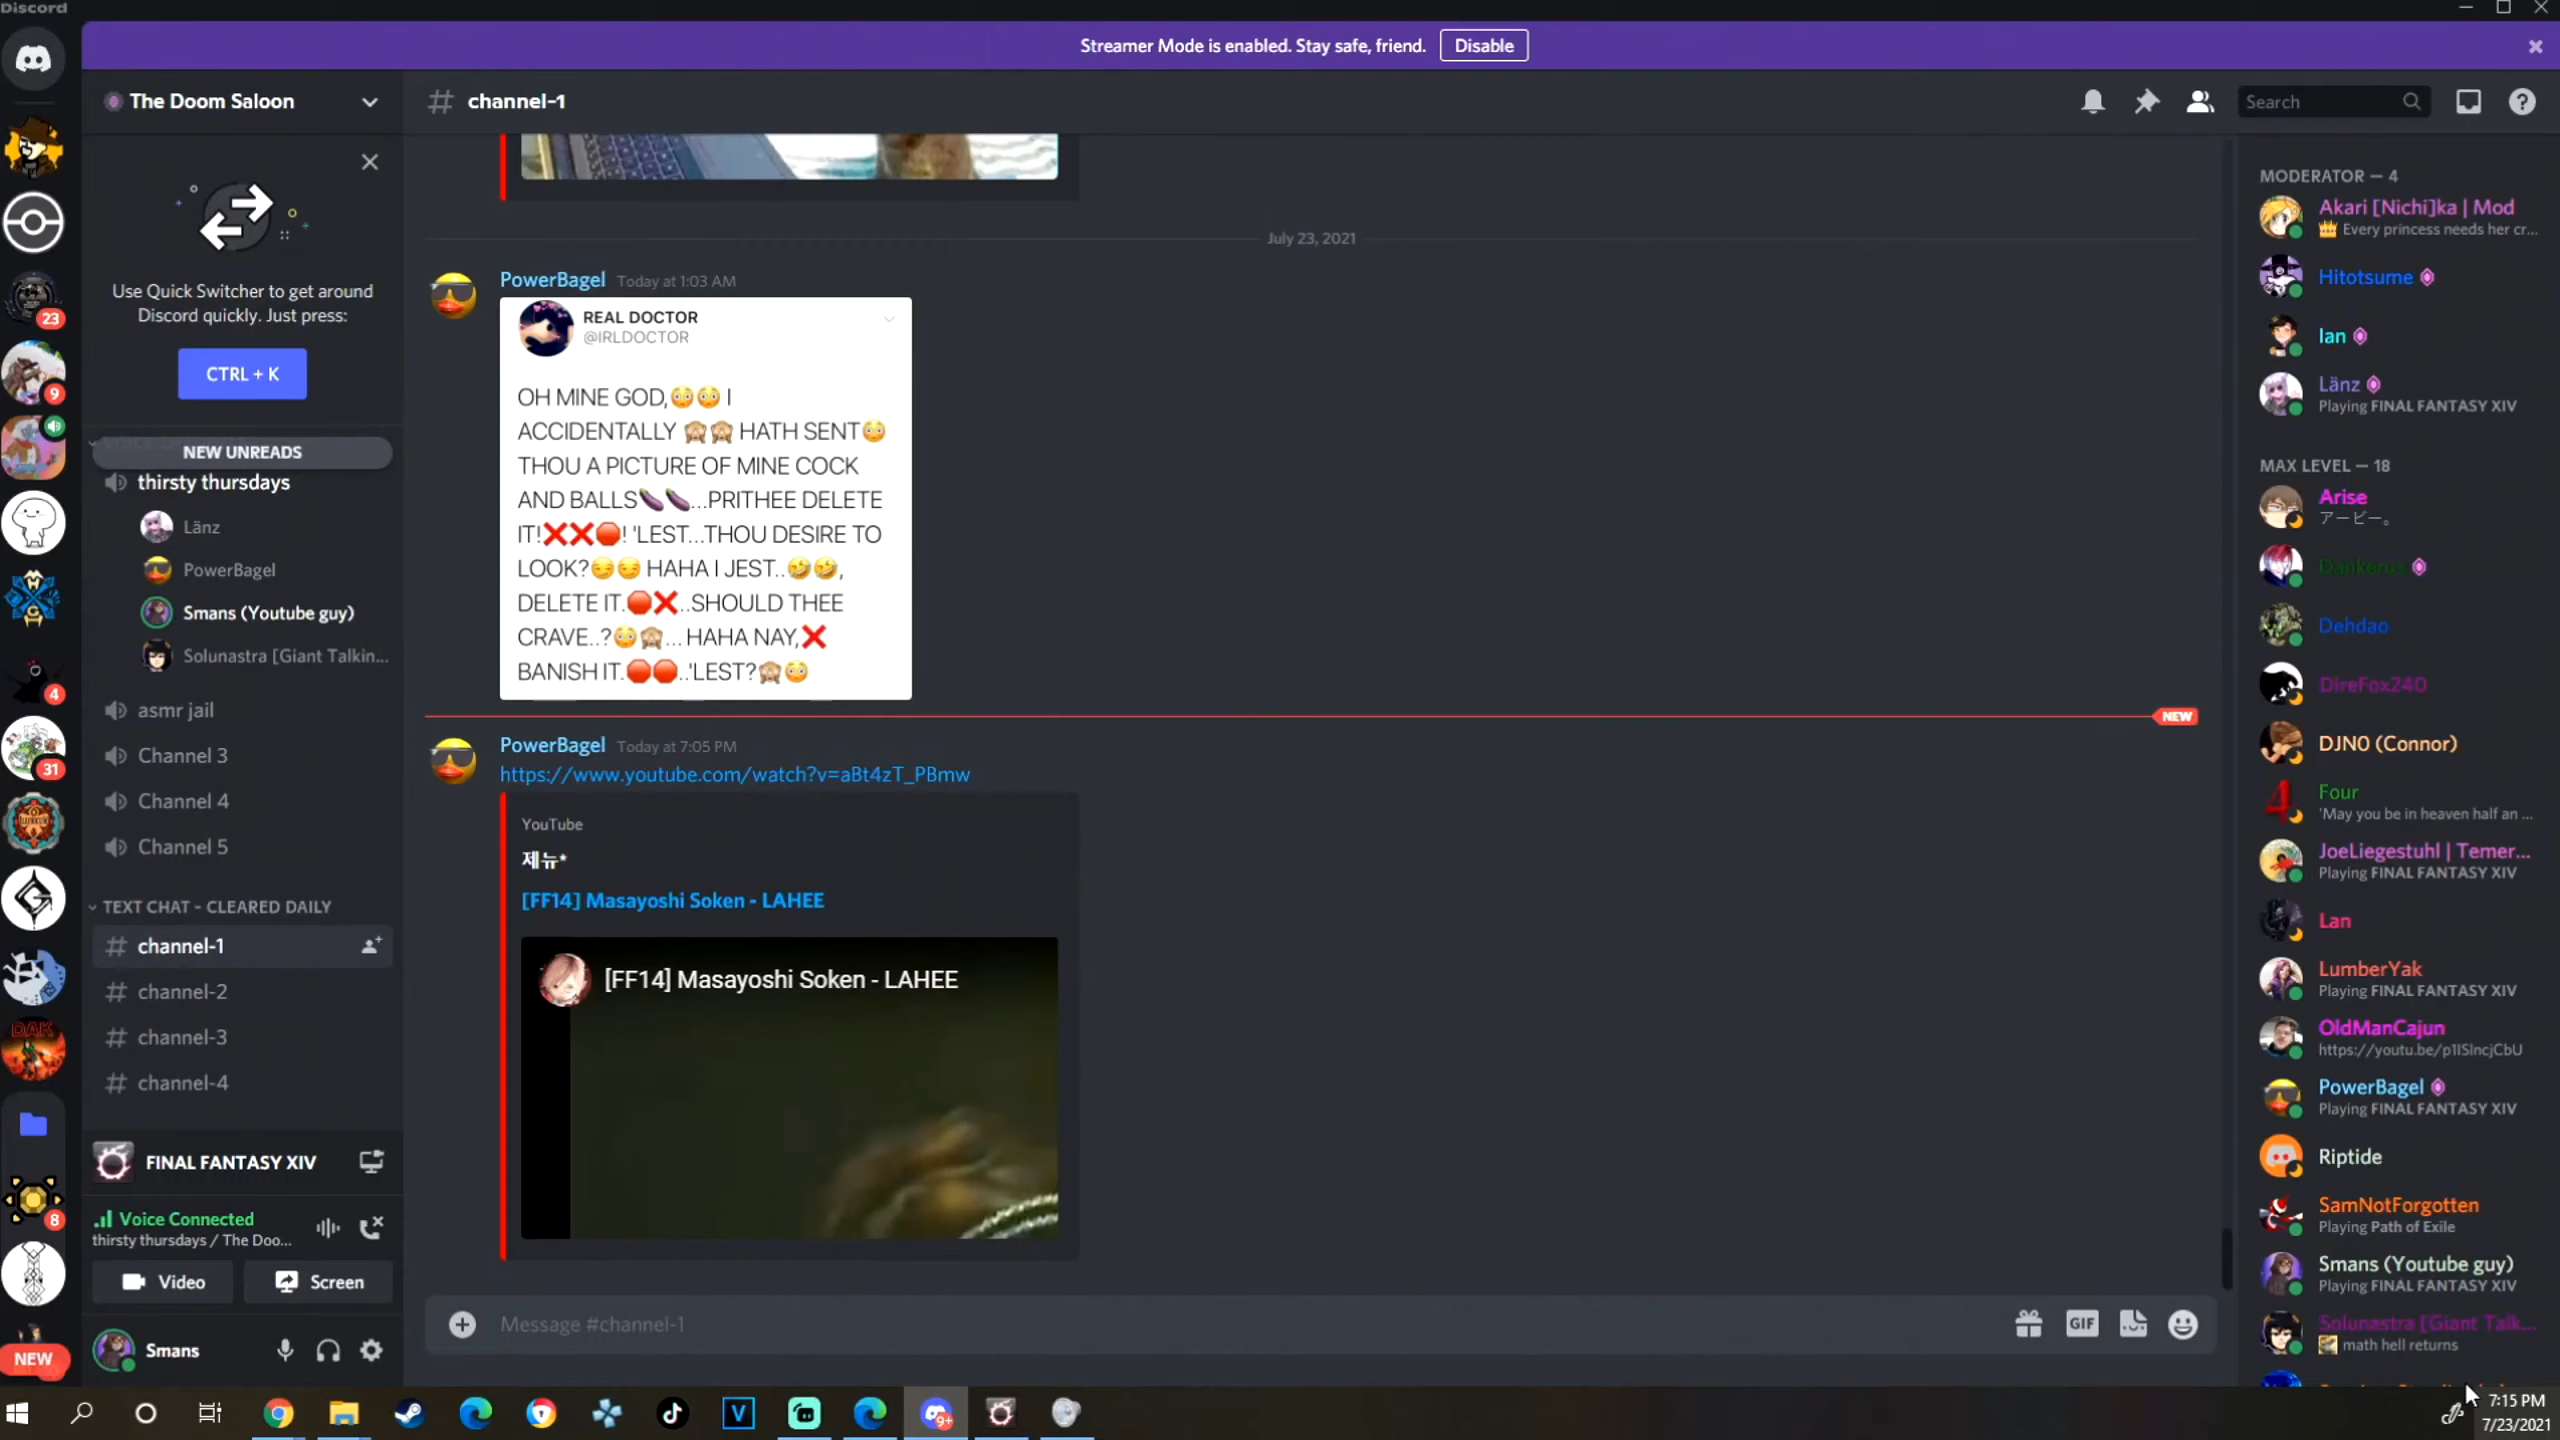 Discord
Streamer Mode is enabled. Stay safe, friend.
Disable
The Doom Saloon
channel-1
Search
Use Quick Switcher to get around
Discord quickly. Just press:
CTRL + K
NEW UNREADS
thirsty thursdays
Länz
PowerBagel
Smans (Youtube guy)
Solunastra [Giant Talkin...
asmr jail
Channel 3
Channel 4
Channel 5
TEXT CHAT - CLEARED DAILY
channel-1
channel-2
channel-3
channel-4
FINAL FANTASY XIV
Voice Connected
thirsty thursdays / The Doo...
Video
Screen
Smans
23
9
4
31
DAK
8
NEW
July 23, 2021
PowerBagel Today at 1:03 AM
REAL DOCTOR
@IRLDOCTOR
OH MINE GOD,😳😳 I
ACCIDENTALLY 🙈🙈 HATH SENT😳
THOU A PICTURE OF MINE COCK
AND BALLS🍆🍆...PRITHEE DELETE
IT!❌❌🛑! 'LEST...THOU DESIRE TO
LOOK?😏😏 HAHA I JEST..🤣🤣,
DELETE IT.🛑❌..SHOULD THEE
CRAVE..?😳🙈... HAHA NAY,❌
BANISH IT.🛑🛑..'LEST?🙈😳
NEW
PowerBagel Today at 7:05 PM
https://www.youtube.com/watch?v=aBt4zT_PBmw
YouTube
제뉴*
[FF14] Masayoshi Soken - LAHEE
[FF14] Masayoshi Soken - LAHEE
Message #channel-1
GIF
MODERATOR — 4
Akari [Nichi]ka | Mod
Every princess needs her cr...
Hitotsume
Ian
Länz
Playing FINAL FANTASY XIV
MAX LEVEL — 18
Arise
アービー。
Dankerus
Dehdao
DireFox240
DJN0 (Connor)
4
Four
'May you be in heaven half an ...
JoeLiegestuhl | Temer...
Playing FINAL FANTASY XIV
Lan
LumberYak
Playing FINAL FANTASY XIV
OldManCajun
https://youtu.be/p1ISlncjCbU
PowerBagel
Playing FINAL FANTASY XIV
Riptide
SamNotForgotten
Playing Path of Exile
Smans (Youtube guy)
Playing FINAL FANTASY XIV
Solunastra [Giant Talk...
math hell returns
V
9+
7:15 PM
7/23/2021